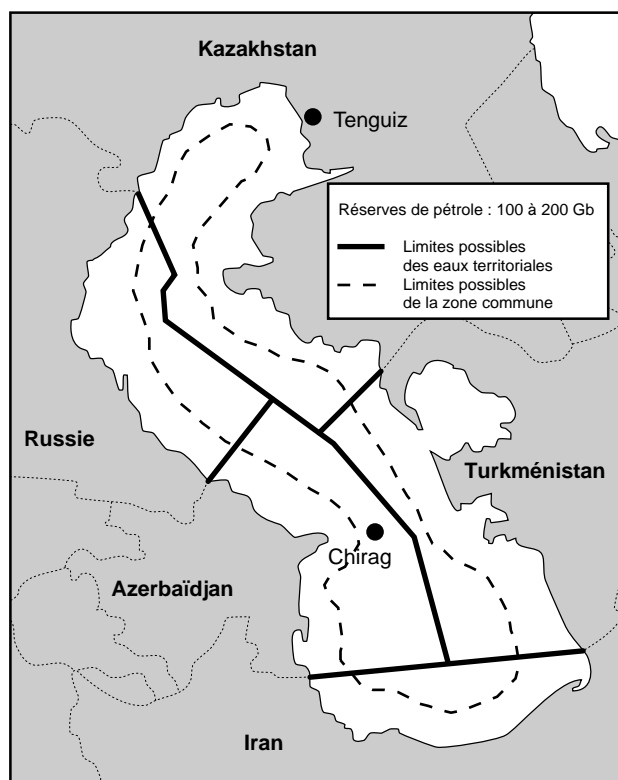 Kazakhstan
Tenguiz
Réserves de pétrole : 100 à 200 Gb
Limites possibles
des eaux territoriales
Limites possibles
de la zone commune
Russie
Turkménistan
Chirag
Azerbaïdjan
Iran